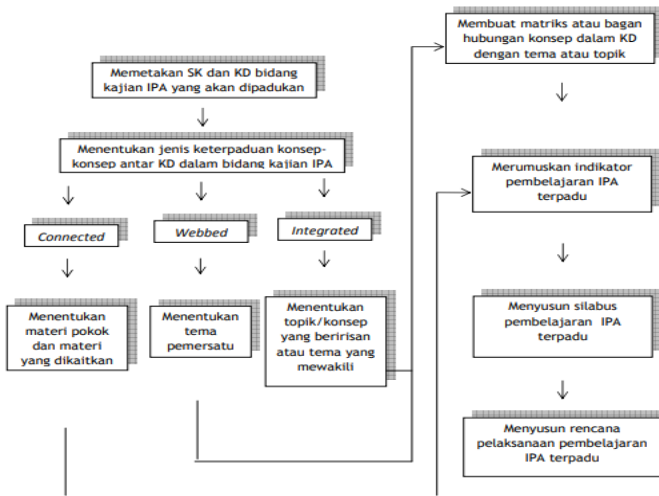 Memetakan SK dan KD bidang
kajian IPA yang akan dipadukan
Menentukan jenis keterpaduan konsep-
konsep antar KD dalam bidang kajian IPA
Connected
Webbed
Integrated
Menentukan
materi pokok
dan materi
yang dikaitkan
Menentukan
tema
pemersatu
Menentukan
topik/konsep
yang beririsan
atau tema yang
mewakili
Membuat matriks atau bagan
hubungan konsep dalam KD
dengan tema atau topik
Merumuskan indikator
pembelajaran IPA
terpadu
Menyusun silabus
pembelajaran IPA
terpadu
Menyusun rencana
pelaksanaan pembelajaran
IPA terpadu